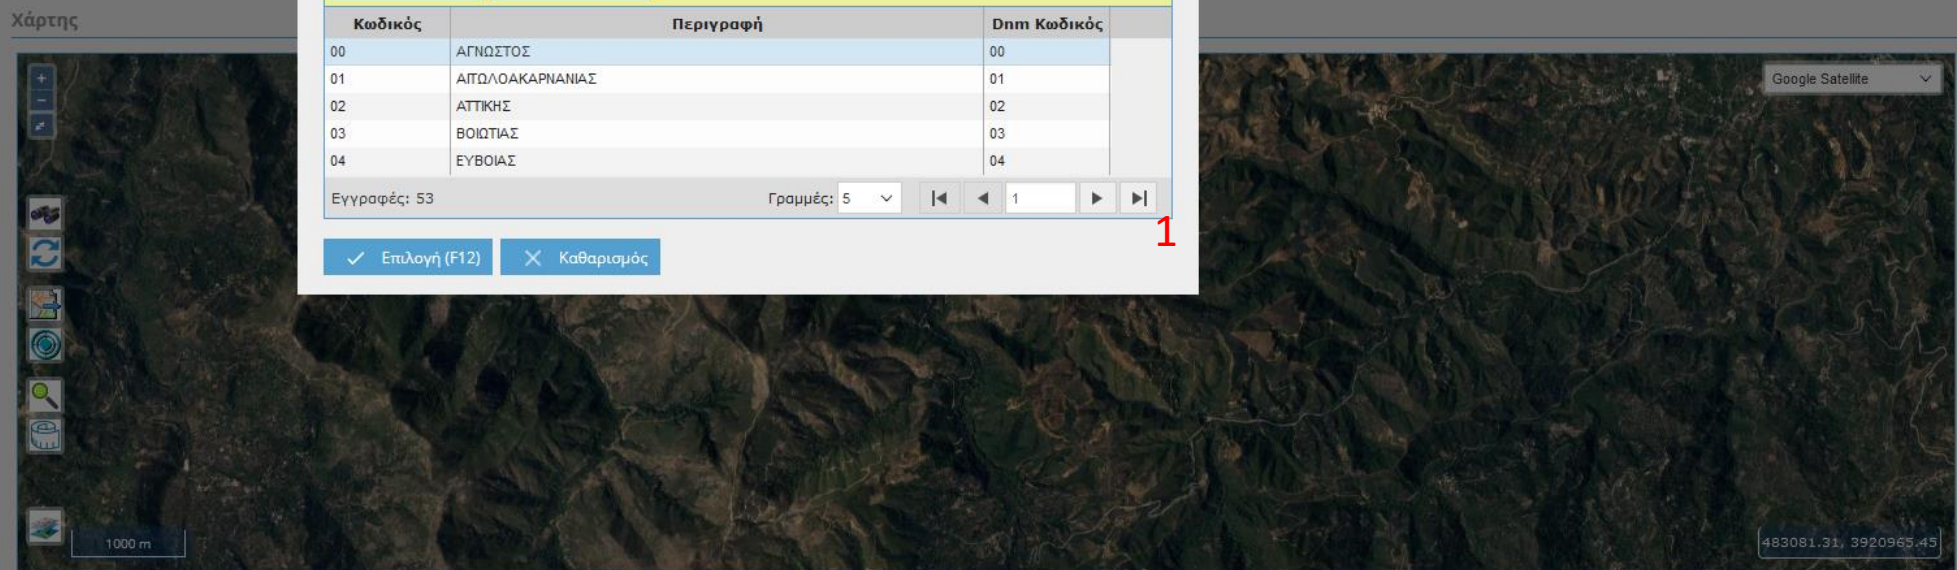 Χάρτης
Κωδικός Περιγραφή Dnm Κωδικός
00 ΑΓΝΩΣΤΟΣ 00
01 ΑΙΤΩΛΟΑΚΑΡΝΑΝΙΑΣ 01
02 ΑΤΤΙΚΗΣ 02
03 ΒΟΙΩΤΙΑΣ 03
04 ΕΥΒΟΙΑΣ 04
Εγγραφές: 53 Γραμμές: 5 1
1
Επιλογή (F12) Καθαρισμός
Google Satellite
1000 m
483081.31, 3920965.45